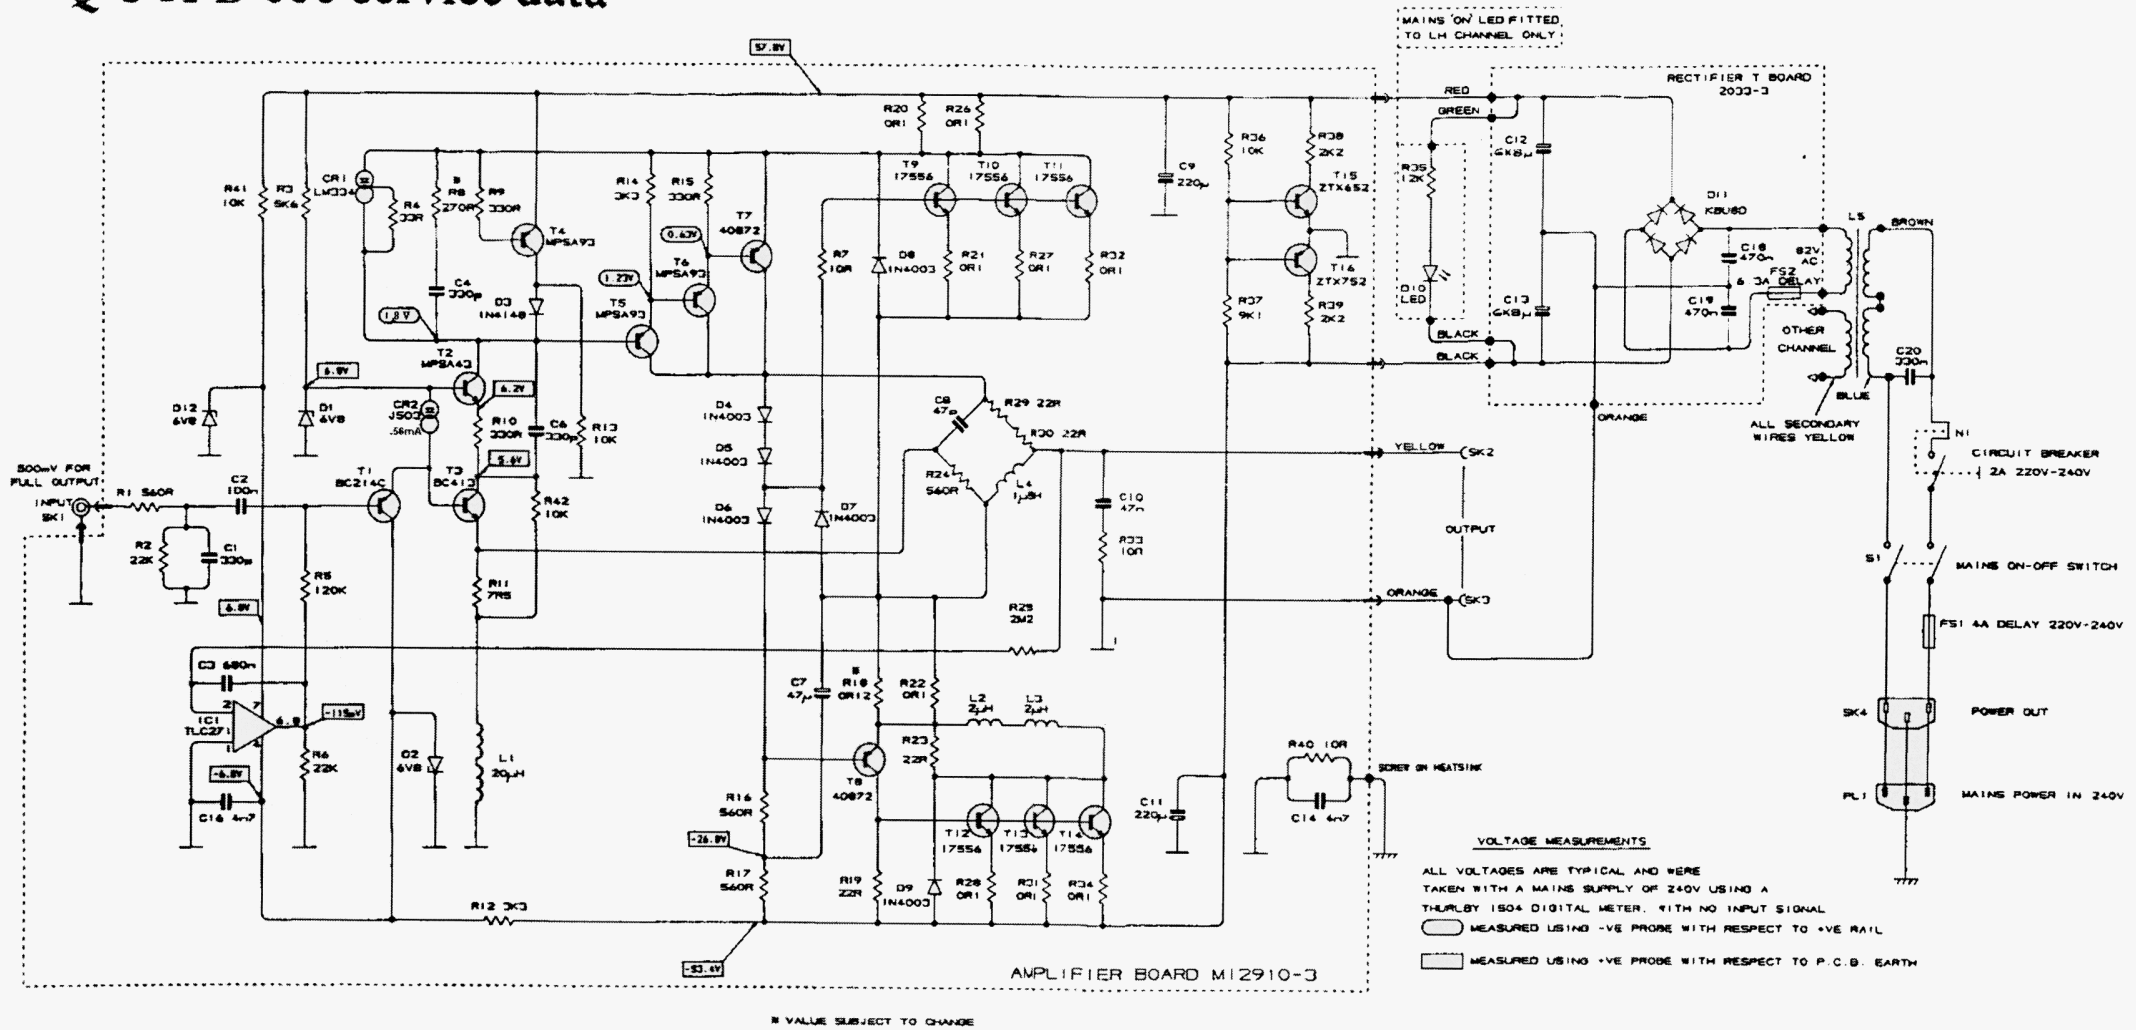 service data
MAINS 'ON' LED FITTED
TO LH CHANNEL ONLY
57.8V
RECTIFIER T BOARD
2033-3
RED
GREEN
R20
0R1
R26
0R1
R41
10K
R3
5K6
CR1
LM334
R4
33R
*
R8
270R
R9
330R
T4
MPSA93
R14
3K3
R15
330R
T7
40872
0.63V
T6
MPSA93
1.23V
T5
MPSA93
R7
10R
D8
1N4003
T9
17556
T10
17556
T11
17556
R21
0R1
R27
0R1
R32
0R1
C9
220µ
R36
10K
R38
2K2
T15
ZTX652
T16
ZTX752
R37
9K1
R39
2K2
R35
12K
D10
LED
BLACK
BLACK
C12
6K8µ
C13
6K8µ
D11
KBU8D
C18
470n
C19
470n
82V
AC
FS2
6.3A DELAY
L5
BROWN
OTHER
CHANNEL
C20
330n
BLUE
ALL SECONDARY
WIRES YELLOW
ORANGE
N1
CIRCUIT BREAKER
2A 220V-240V
C4
330p
D3
1N4148
1.8V
T2
MPSA43
6.8V
6.2V
D12
6V8
D1
6V8
CR2
J503
.56mA
R10
330R
C6
330p
R13
10K
5.6V
D4
1N4003
D5
1N4003
D6
1N4003
D7
1N4003
C8
47p
R29 22R
R30 22R
R24
560R
L4
1µ8H
YELLOW
SK2
OUTPUT
ORANGE
SK3
C10
47n
R33
10R
500mV FOR
FULL OUTPUT
INPUT
SK1
R1 560R
C2
100n
T1
BC214C
T3
BC413
R42
10K
R2
22K
C1
330p
R5
120K
R11
7R5
6.8V
R25
2M2
S1
MAINS ON-OFF SWITCH
FS1 4A DELAY 220V-240V
C3 680n
2
7
IC1
TLC271
6.8
-115µV
-6.8V
C16 4n7
R6
22K
D2
6V8
L1
20µH
C7
47µ
*
R18
0R12
R22
0R1
L2
2µH
L3
2µH
R23
22R
T8
40872
R16
560R
-26.8V
R17
560R
R19
22R
D9
1N4003
T12
17556
T13
17556
T14
17556
R28
0R1
R31
0R1
R34
0R1
C11
220µ
R40 10R
C14 4n7
SCREW ON HEATSINK
SK4
POWER OUT
PL1
MAINS POWER IN 240V
R12 3K3
-53.4V
AMPLIFIER BOARD M12910-3
VOLTAGE MEASUREMENTS
ALL VOLTAGES ARE TYPICAL AND WERE
TAKEN WITH A MAINS SUPPLY OF 240V USING A
THURLBY 1504 DIGITAL METER, WITH NO INPUT SIGNAL
MEASURED USING -VE PROBE WITH RESPECT TO +VE RAIL
MEASURED USING +VE PROBE WITH RESPECT TO P.C.B. EARTH
* VALUE SUBJECT TO CHANGE